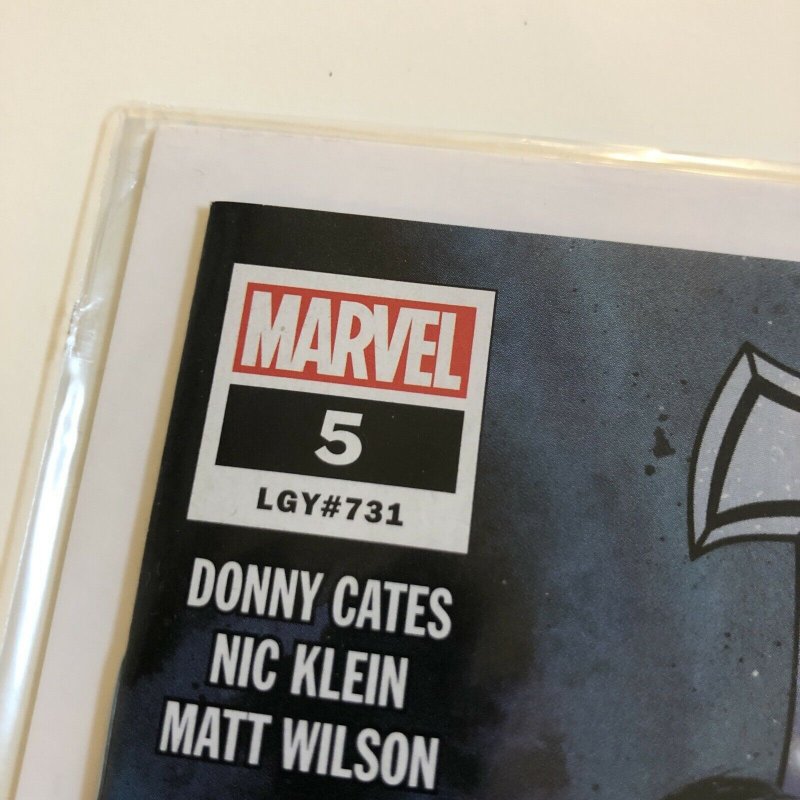 MARVEL
5
LGY#731
DONNY CATES
NIC KLEIN
MATT WILSON